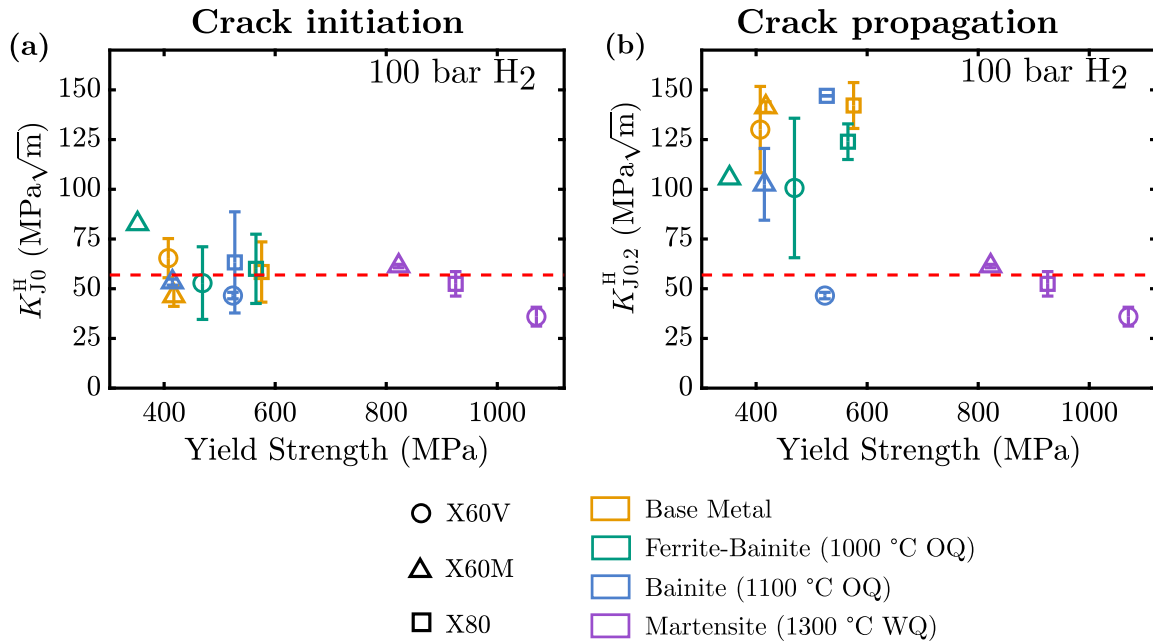 Crack initiation
(a)
100 bar H2
150
125
100
75
50
25
0
K_J0^H (MPa√m)
400 600 800 1000
Yield Strength (MPa)
Crack propagation
(b)
100 bar H2
150
125
100
75
50
25
0
K_J0.2^H (MPa√m)
400 600 800 1000
Yield Strength (MPa)
X60V
X60M
X80
Base Metal
Ferrite-Bainite (1000 °C OQ)
Bainite (1100 °C OQ)
Martensite (1300 °C WQ)